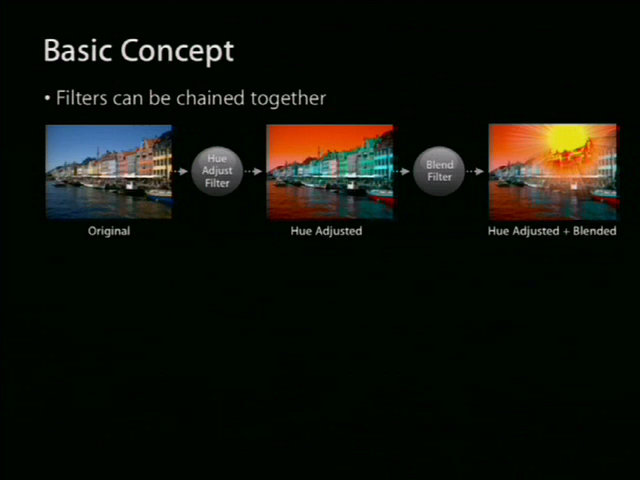 Basic Concept
• Filters can be chained together
Hue
Adjust
Filter
Blend
Filter
Original
Hue Adjusted
Hue Adjusted + Blended